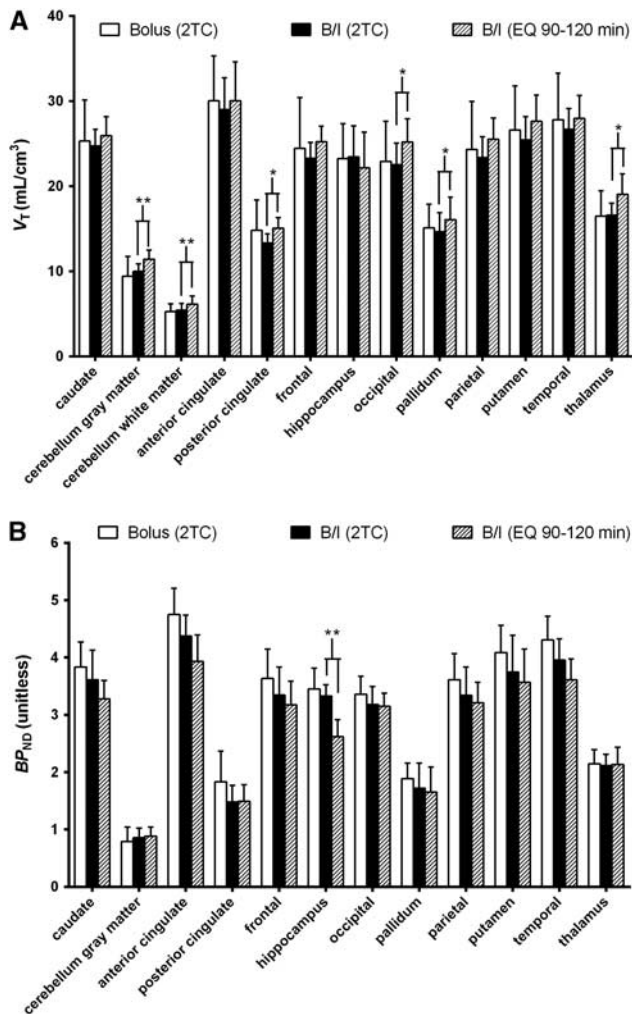 A
Bolus (2TC) B/I (2TC) B/I (EQ 90-120 min)
V_T (mL/cm³)
40
30
20
10
0
** ** * * * *
caudate
cerebellum gray matter
cerebellum white matter
anterior cingulate
posterior cingulate
frontal
hippocampus
occipital
pallidum
parietal
putamen
temporal
thalamus
B
Bolus (2TC) B/I (2TC) B/I (EQ 90-120 min)
BP_ND (unitless)
6
5
4
3
2
1
0
**
caudate
cerebellum gray matter
anterior cingulate
posterior cingulate
frontal
hippocampus
occipital
pallidum
parietal
putamen
temporal
thalamus